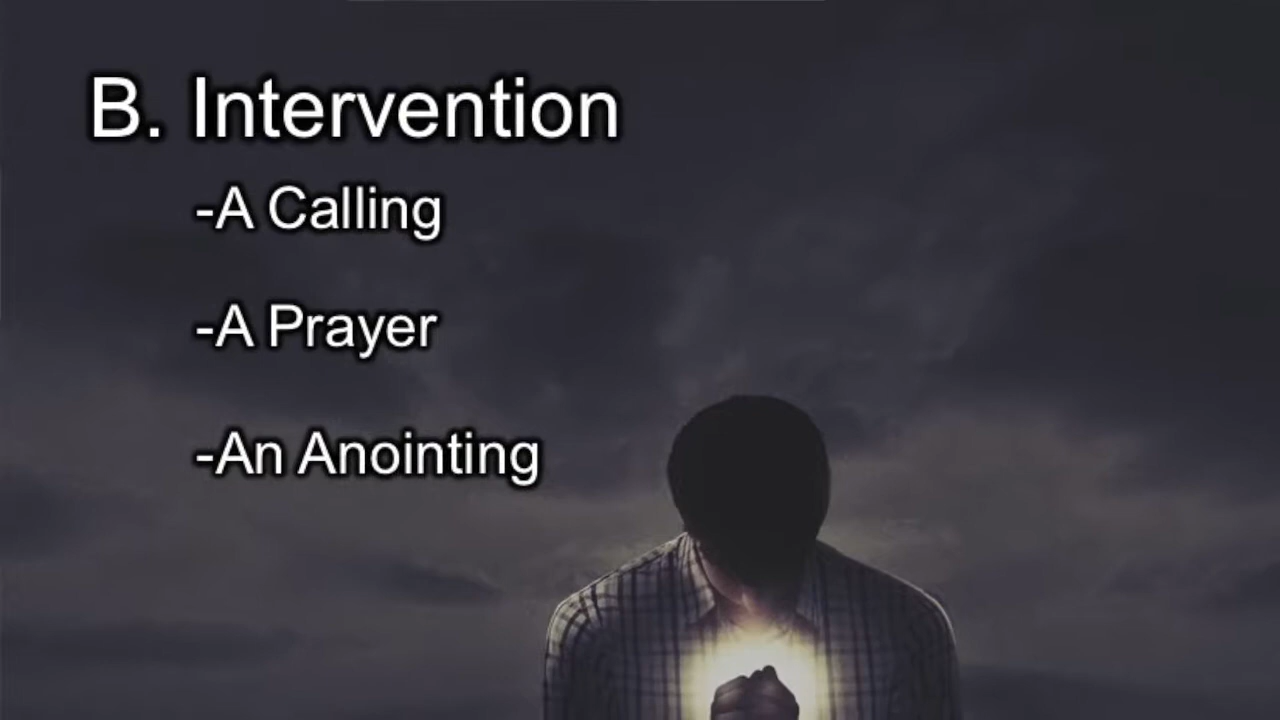 B. Intervention
-A Calling
-A Prayer
-An Anointing